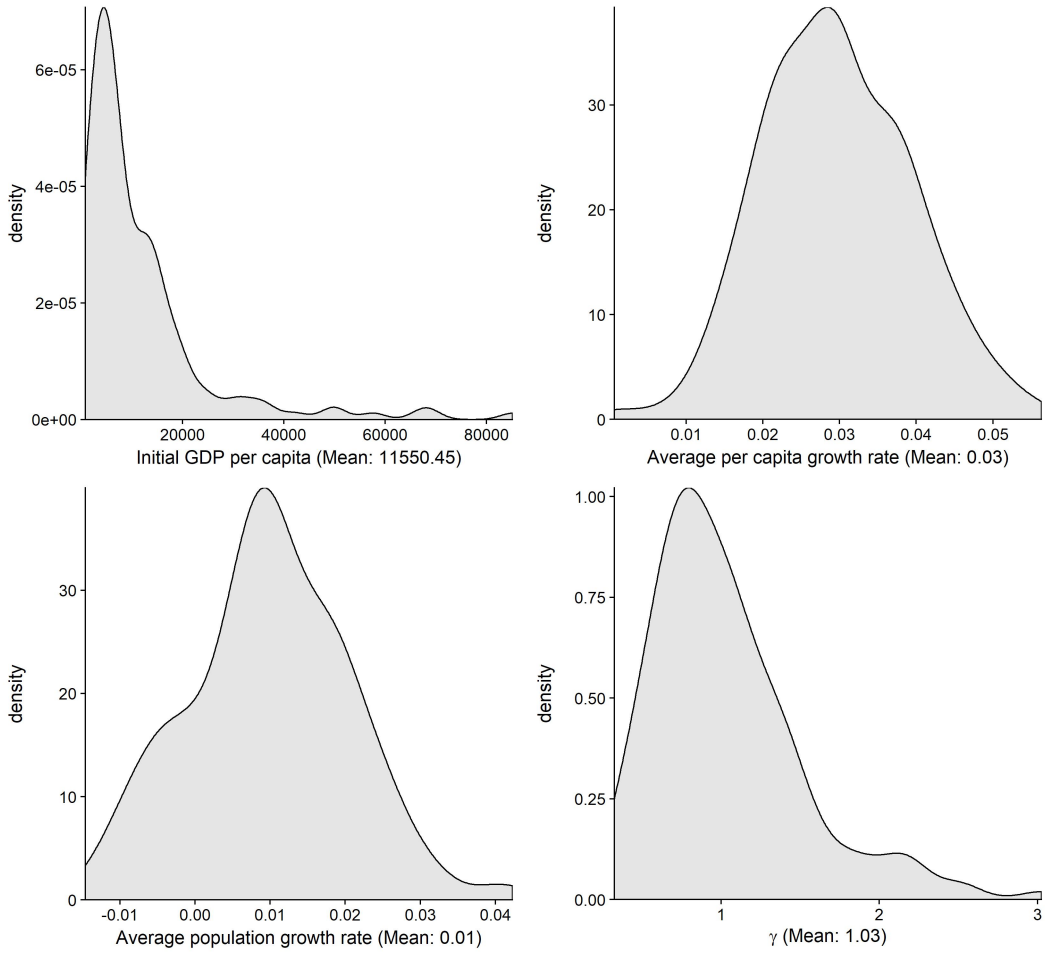 density
6e-05
4e-05
2e-05
0e+00
20000 40000 60000 80000
Initial GDP per capita (Mean: 11550.45)
density
30
20
10
0
0.01 0.02 0.03 0.04 0.05
Average per capita growth rate (Mean: 0.03)
density
30
20
10
0
-0.01 0.00 0.01 0.02 0.03 0.04
Average population growth rate (Mean: 0.01)
density
1.00
0.75
0.50
0.25
0.00
1 2 3
γ (Mean: 1.03)